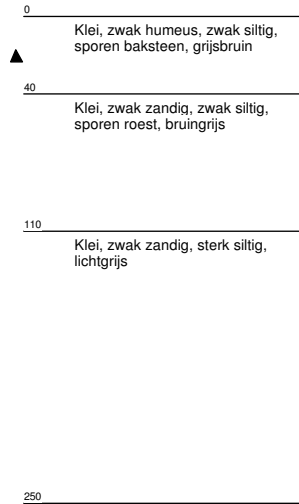 0
Klei, zwak humeus, zwak siltig,
sporen baksteen, grijsbruin
40
Klei, zwak zandig, zwak siltig,
sporen roest, bruingrijs
110
Klei, zwak zandig, sterk siltig,
lichtgrijs
250